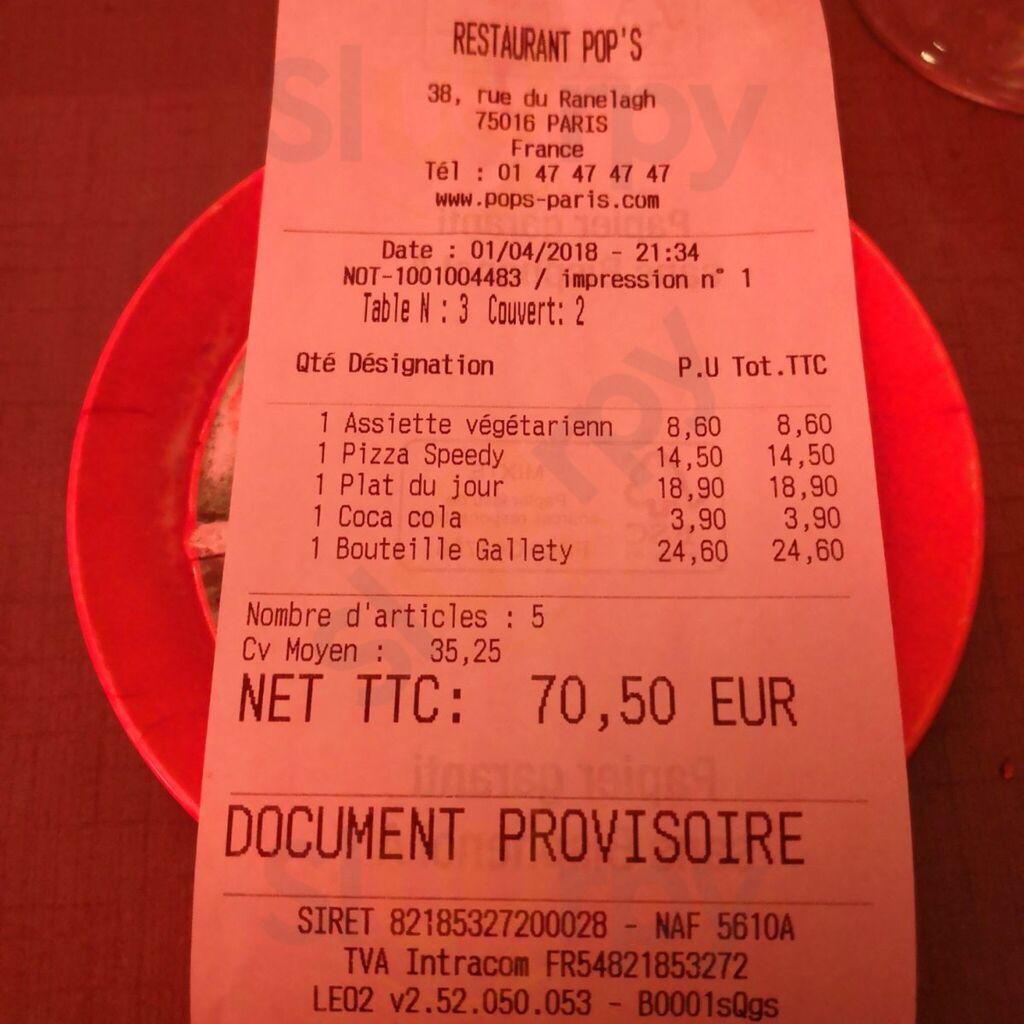 RESTAURANT POP'S
38, rue du Ranelagh
75016 PARIS
France
Tél : 01 47 47 47 47
www.pops-paris.com
Date : 01/04/2018 - 21:34
NOT-1001004483 / impression n° 1
Table N : 3 Couvert: 2
Qté Désignation P.U Tot.TTC
1 Assiette végétarienn 8,60 8,60
1 Pizza Speedy 14,50 14,50
1 Plat du jour 18,90 18,90
1 Coca cola 3,90 3,90
1 Bouteille Gallety 24,60 24,60
Nombre d'articles : 5
Cv Moyen : 35,25
NET TTC: 70,50 EUR
DOCUMENT PROVISOIRE
SIRET 82185327200028 - NAF 5610A
TVA Intracom FR54821853272
LEO2 v2.52.050.053 - B0001sQgs